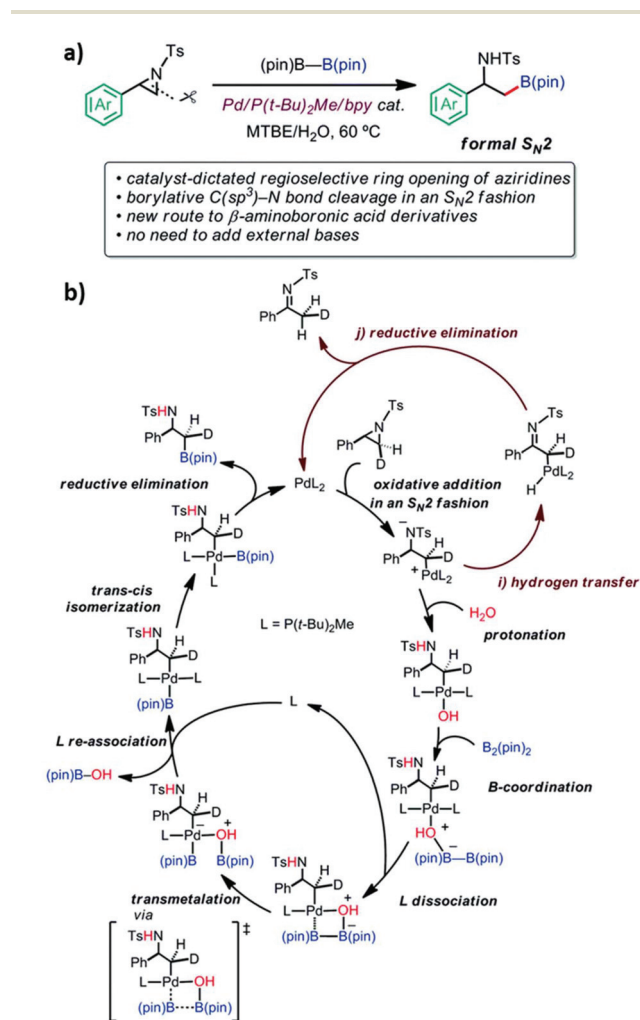 a)
Ts
N
Ar
(pin)B—B(pin)
Pd/P(t-Bu)2Me/bpy cat.
MTBE/H2O, 60 ºC
NHTs
B(pin)
Ar
formal SN2
• catalyst-dictated regioselective ring opening of aziridines
• borylative C(sp3)–N bond cleavage in an SN2 fashion
• new route to β-aminoboronic acid derivatives
• no need to add external bases
b)
Ts
N
H
Ph
D
H
j) reductive elimination
TsHN
H
Ph
D
B(pin)
Ts
N
Ph
H
D
Ts
N
H
Ph
D
PdL2
H
reductive elimination
PdL2
oxidative addition
in an SN2 fashion
TsHN
H
Ph
D
L–Pd–B(pin)
L
–
NTs
H
Ph
D
+ PdL2
i) hydrogen transfer
trans-cis
isomerization
H2O
protonation
L = P(t-Bu)2Me
TsHN
H
Ph
D
L–Pd–L
(pin)B
TsHN
H
Ph
D
L–Pd–L
OH
L
L re-association
B2(pin)2
(pin)B–OH
B-coordination
TsHN
H
Ph
D
L–Pd–OH
– +
(pin)B B(pin)
TsHN
H
Ph
D
L–Pd–L
HO +
–
(pin)B–B(pin)
L dissociation
transmetalation
via
TsHN
H
Ph
D
L–Pd–OH
+
–
(pin)B–B(pin)
TsHN
H
Ph
D
L–Pd–OH
(pin)B B(pin)
‡